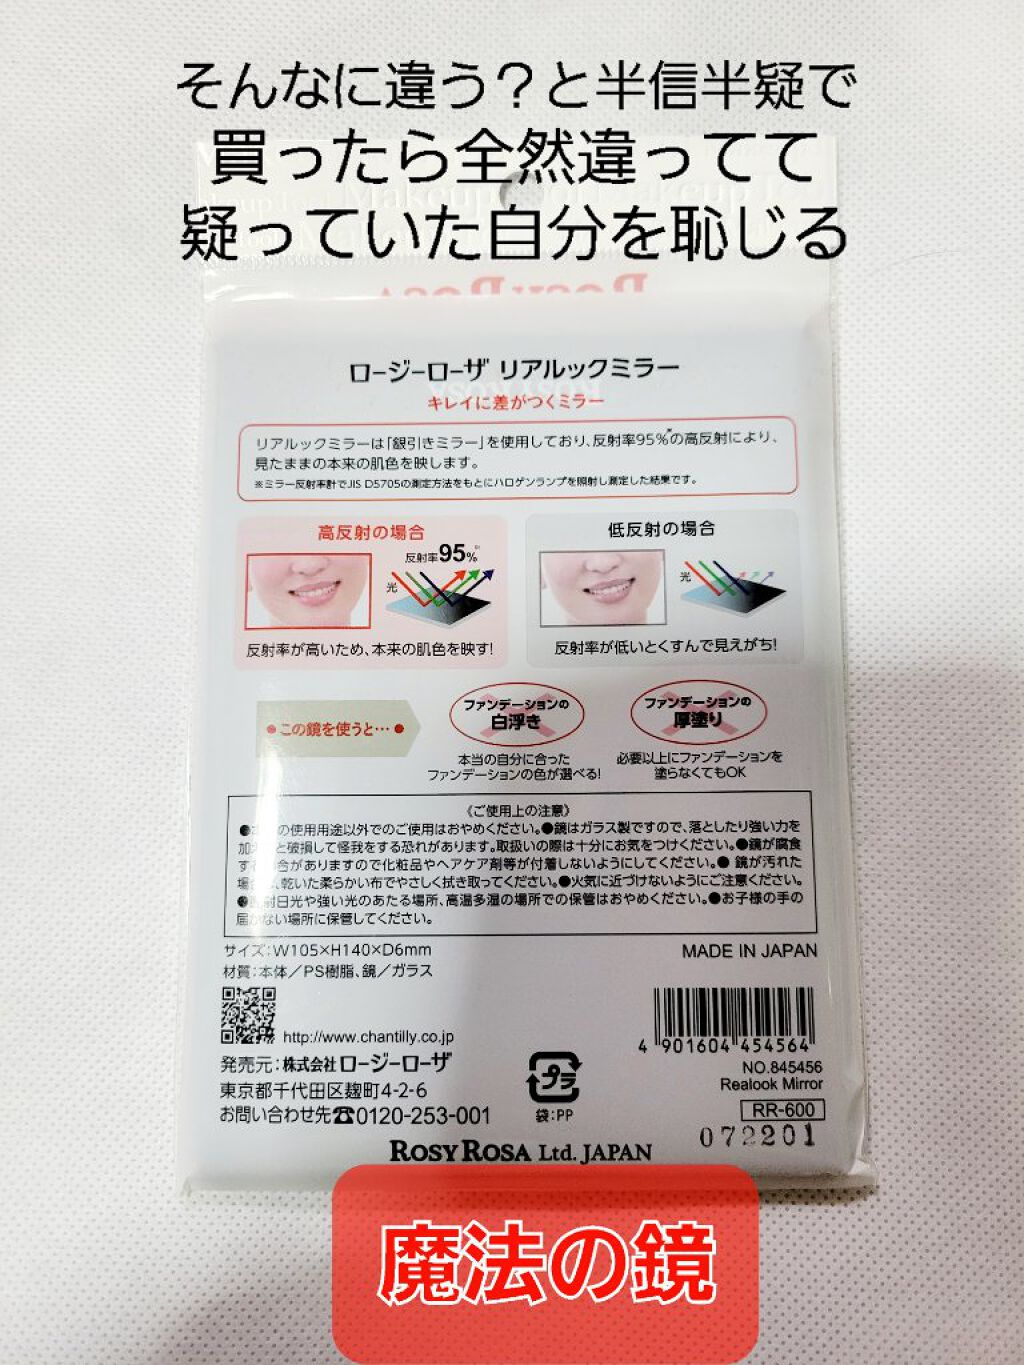 そんなに違う？と半信半疑で
買ったら全然違ってて
疑っていた自分を恥じる
ロージーローザ リアルックミラー
キレイに差がつくミラー
リアルックミラーは「銀引きミラー」を使用しており、反射率95%※の高反射により、
見たままの本来の肌色を映します。
※ミラー反射率計でJIS D5705の測定方法をもとにハロゲンランプを照射し測定した結果です。
高反射の場合
反射率95%※
光
反射率が高いため、本来の肌色を映す!
低反射の場合
光
反射率が低いとくすんで見えがち!
●この鏡を使うと…●
ファンデーションの
白浮き
本当の自分に合った
ファンデーションの色が選べる!
ファンデーションの
厚塗り
必要以上にファンデーションを
塗らなくてもOK
《ご使用上の注意》
の使用用途以外でのご使用はおやめください。●鏡はガラス製ですので、落としたり強い力を
加 と破損して怪我をする恐れがあります。取扱いの際は十分にお気をつけください。●鏡が腐食
す 合がありますので化粧品やヘアケア剤等が付着しないようにしてください。● 鏡が汚れた
場 、乾いた柔らかい布でやさしく拭き取ってください。●火気に近づけないようにご注意ください。
● 射日光や強い光のあたる場所、高温多湿の場所での保管はおやめください。●お子様の手の
届かない場所に保管してください。
サイズ:W105×H140×D6mm
材質:本体／PS樹脂、鏡／ガラス
MADE IN JAPAN
http://www.chantilly.co.jp
発売元:株式会社ロージーローザ
東京都千代田区麹町4-2-6
お問い合わせ先☎0120-253-001
プラ
袋:PP
4 901604 454564
NO.845456
Realook Mirror
RR-600
072201
ROSY ROSA Ltd. JAPAN
魔法の鏡